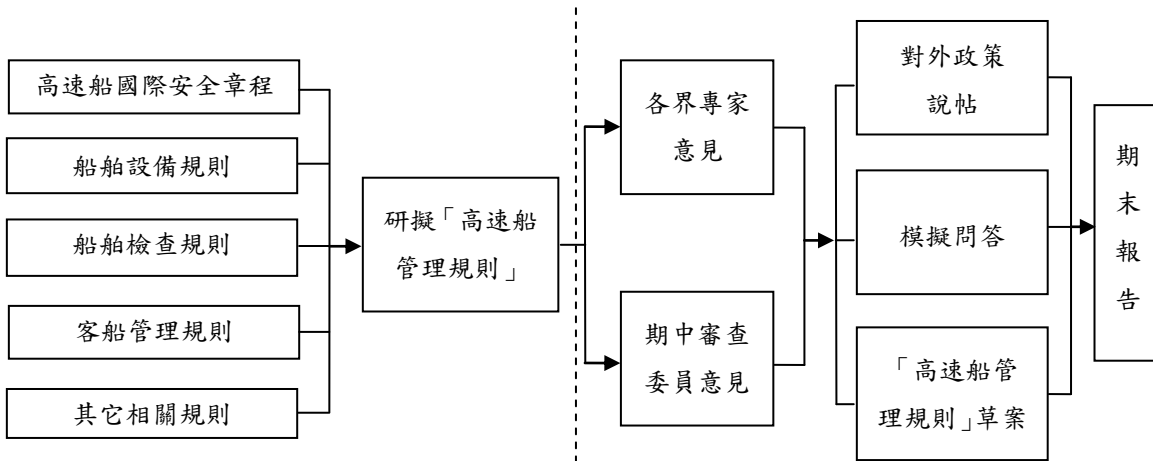 高速船國際安全章程
船舶設備規則
船舶檢查規則
客船管理規則
其它相關規則
研擬「高速船
管理規則」
各界專家
意見
期中審查
委員意見
對外政策
說帖
模擬問答
「高速船管
理規則」草案
期
末
報
告